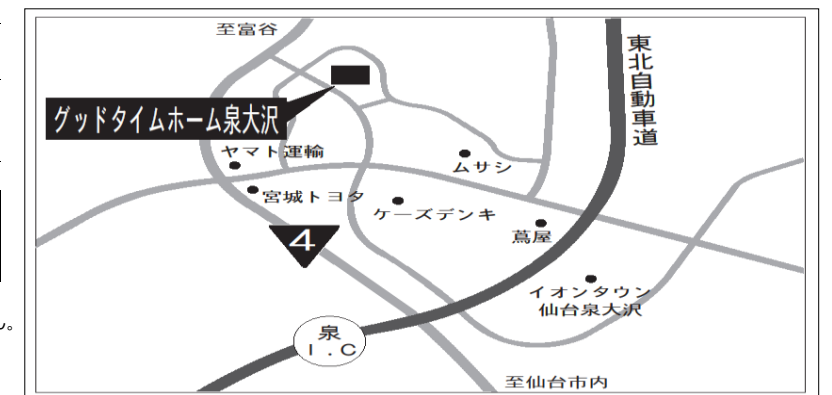 至富谷
東北自動車道
グッドタイムホーム泉大沢
ヤマト運輸
ムサシ
宮城トヨタ
ケーズデンキ
4
蔦屋
イオンタウン
仙台泉大沢
ん。
泉
I.C
至仙台市内